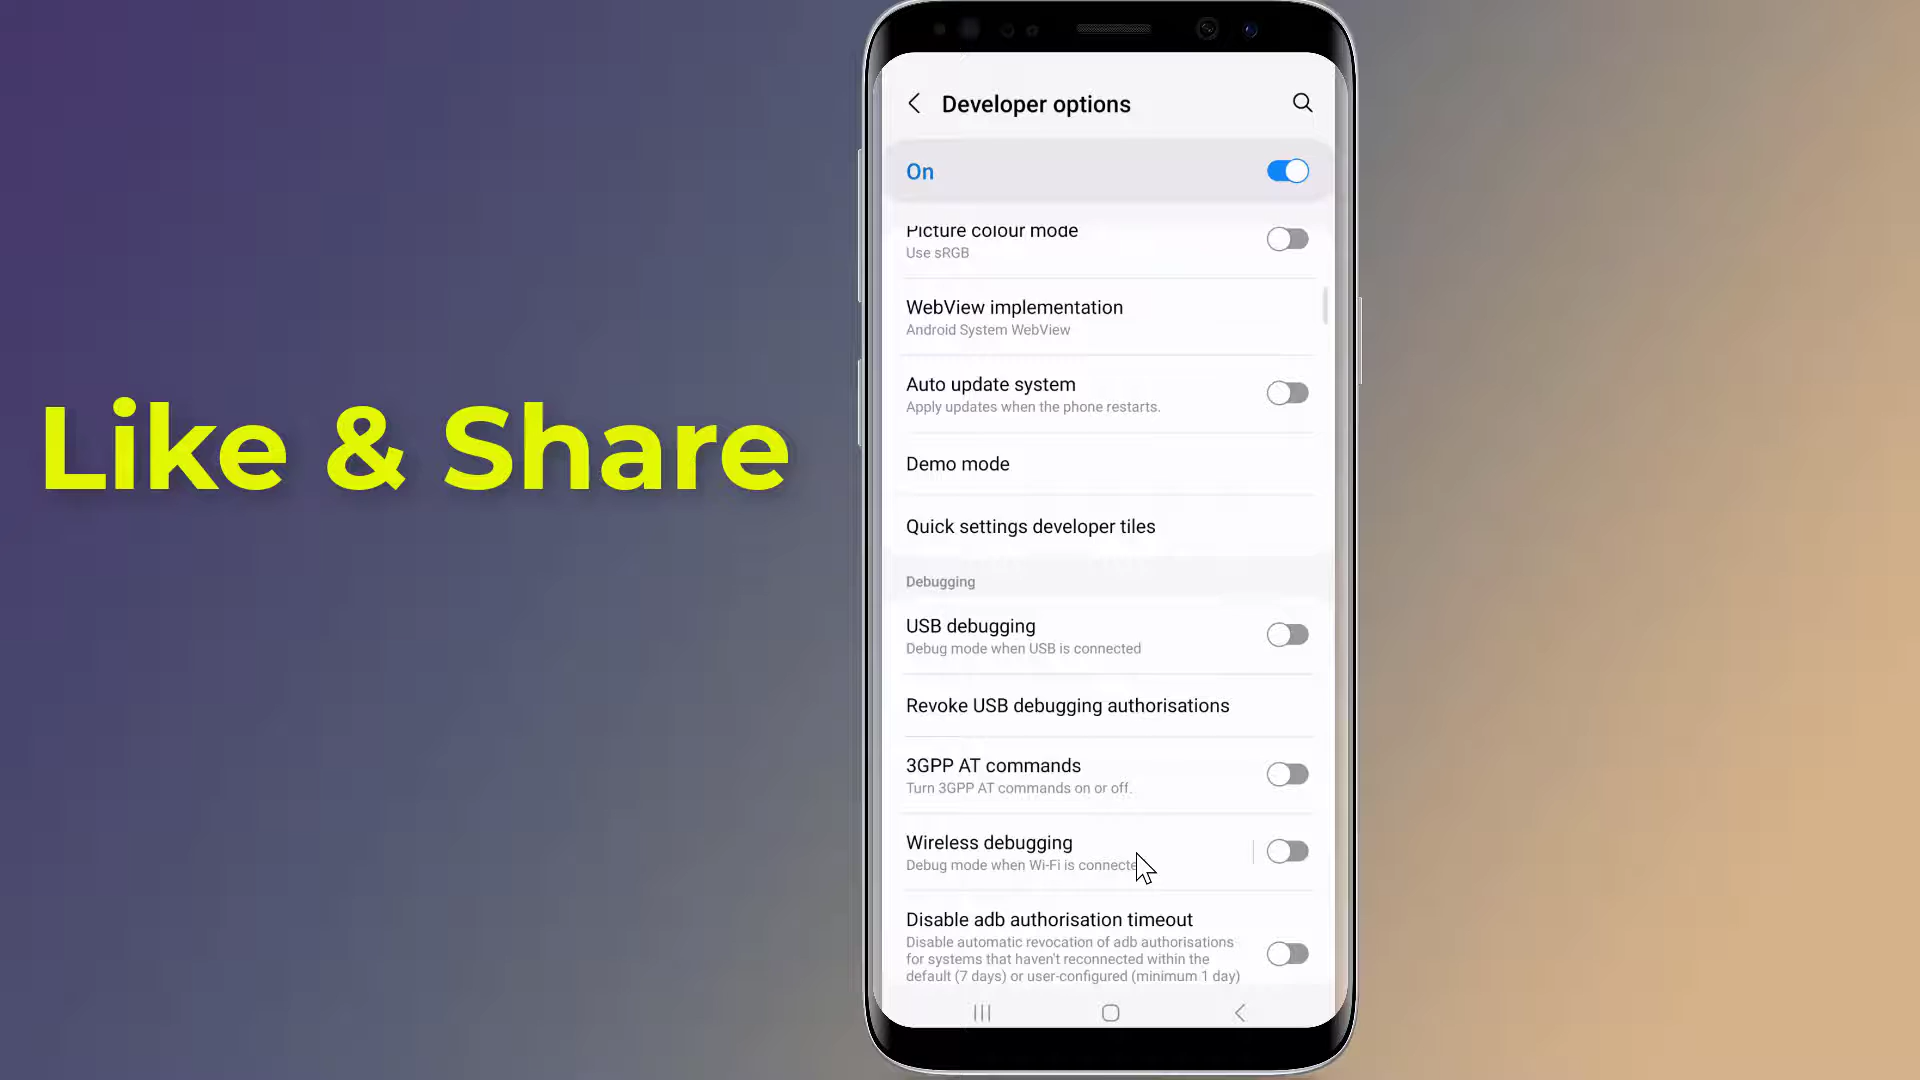 Like & Share
Developer options
On
Picture colour mode
Use sRGB
WebView implementation
Android System WebView
Auto update system
Apply updates when the phone restarts.
Demo mode
Quick settings developer tiles
Debugging
USB debugging
Debug mode when USB is connected
Revoke USB debugging authorisations
3GPP AT commands
Turn 3GPP AT commands on or off.
Wireless debugging
Debug mode when Wi-Fi is connecte
Disable adb authorisation timeout
Disable automatic revocation of adb authorisations
for systems that haven't reconnected within the
default (7 days) or user-configured (minimum 1 day)